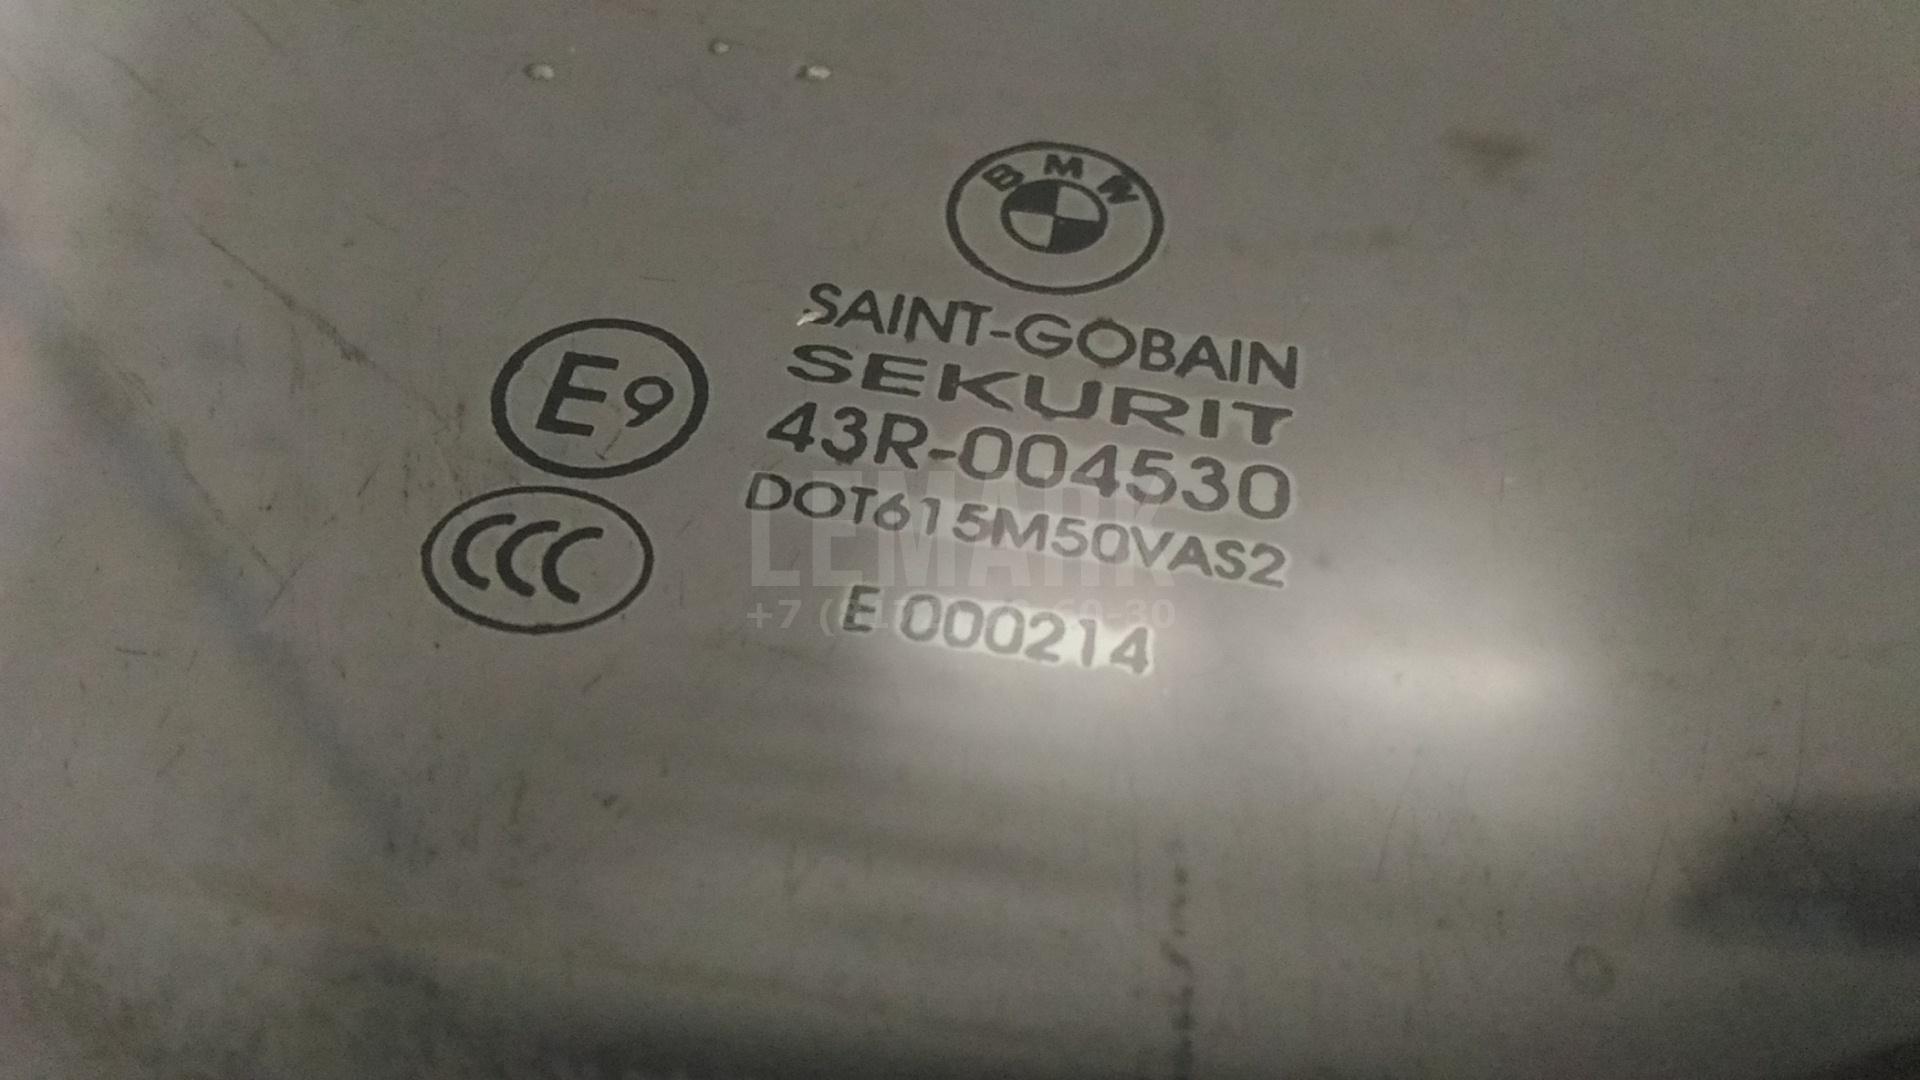 BMW
SAINT-GOBAIN
SEKURIT
E9
43R-004530
CCC
DOT615M50VAS2
E 000214
LEMARK